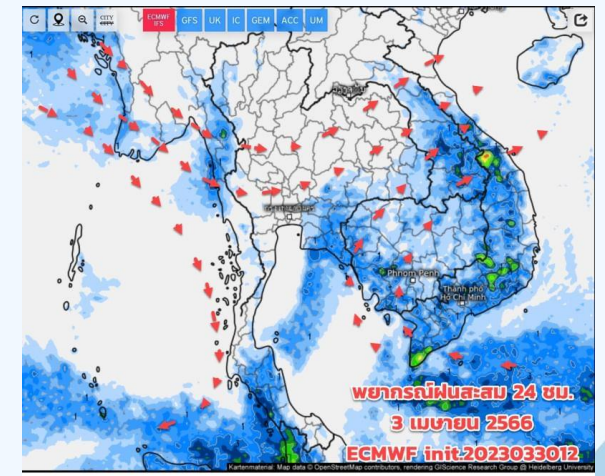 CITY
ECMWF IFS GFS UK IC GEM ACC UM
Phnom Penh
Thành phố
Hồ Chí Minh
พยากรณ์ฝนสะสม 24 ชม.
3 เมษายน 2566
ECMWF init.2023033012
Kartenmaterial: Map data © OpenStreetMap contributors, rendering GIScience Research Group @ Heidelberg University